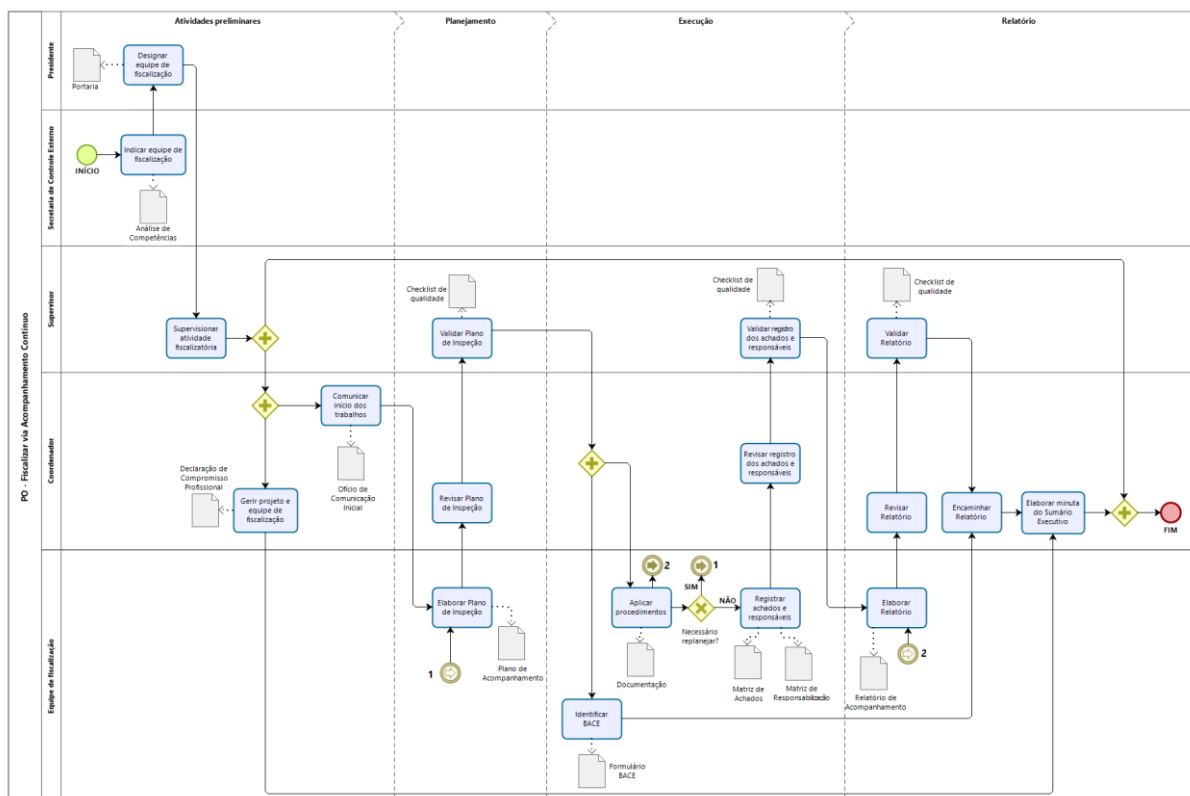 Atividades preliminares
Planejamento
Execução
Relatório
PO - Fiscalizar via Acompanhamento Contínuo
Presidente
Designar
equipe de
fiscalização
Portaria
Secretaria de Controle Externo
INÍCIO
Indicar equipe de
fiscalização
Análise de
Competências
Supervisor
Supervisionar
atividade
fiscalizatória
Checklist de
qualidade
Validar Plano
de Inspeção
Checklist de
qualidade
Validar registro
dos achados e
responsáveis
Checklist de
qualidade
Validar
Relatório
Coordenador
Comunicar
início dos
trabalhos
Ofício de
Comunicação
Inicial
Declaração de
Compromisso
Profissional
Gerir projeto e
equipe de
fiscalização
Revisar Plano
de Inspeção
Revisar registro
dos achados e
responsáveis
Revisar
Relatório
Encaminhar
Relatório
Elaborar minuta
do Sumário
Executivo
FIM
Equipe de fiscalização
Elaborar Plano
de Inspeção
1
Plano de
Acompanhamento
Aplicar
procedimentos
2
Documentação
1
SIM
NÃO
Necessário
replanejar?
Registrar
achados e
responsáveis
Matriz de
Achados
Matriz de
Responsabilização
Elaborar
Relatório
2
Relatório de
Acompanhamento
Identificar
BACE
Formulário
BACE